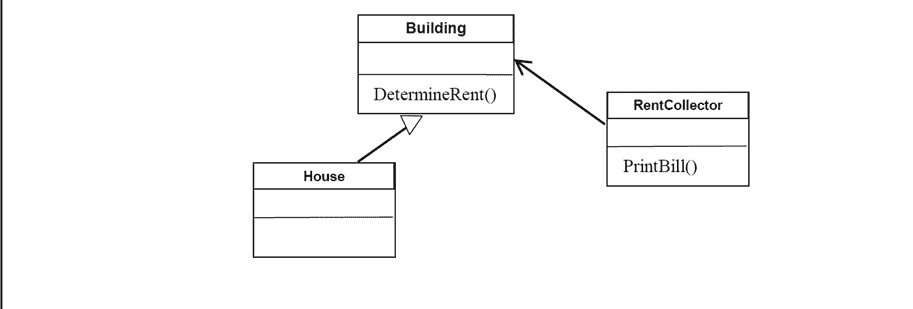 Building
DetermineRent()
RentCollector
PrintBill()
House